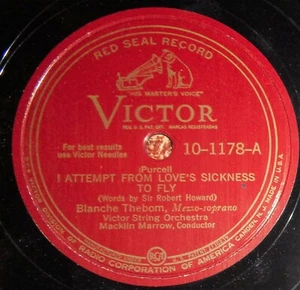 RED SEAL RECORD
"HIS MASTER'S VOICE"
VICTOR
REG. U. S. PAT. OFF. MARCAS REGISTRADAS
For best results
use Victor Needles
10-1178-A
(Purcell)
I ATTEMPT FROM LOVE'S SICKNESS
TO FLY
(Words by Sir Robert Howard)
Blanche Thebom, Mezzo-soprano
Victor String Orchestra
Macklin Marrow, Conductor
RCA
RADIO CORPORATION OF AMERICA
CAMDEN, N. J. MADE IN U.S.A.